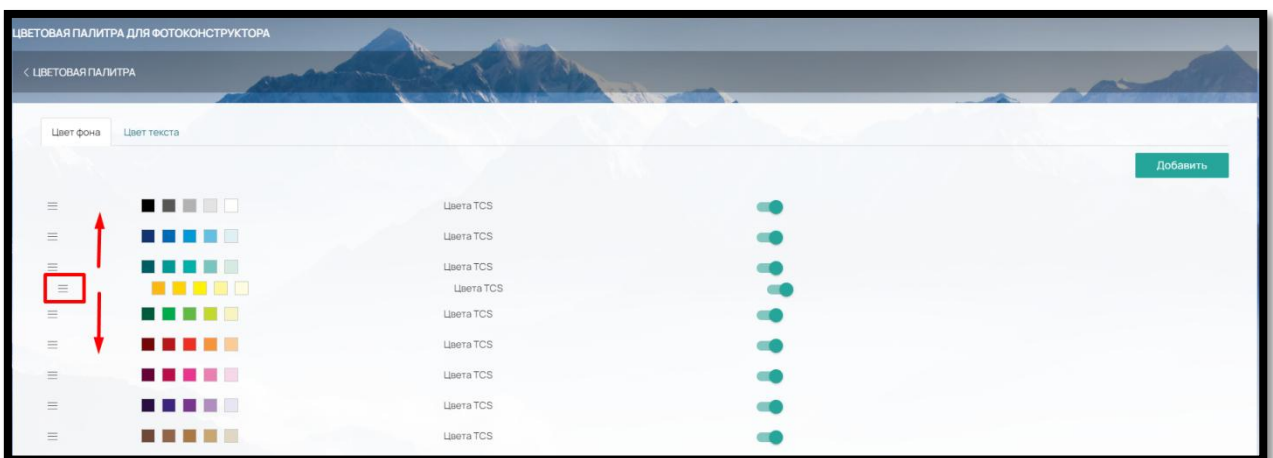 ЦВЕТОВАЯ ПАЛИТРА ДЛЯ ФОТОКОНСТРУКТОРА
< ЦВЕТОВАЯ ПАЛИТРА
Цвет фона Цвет текста
Добавить
Цвета TCS
Цвета TCS
Цвета TCS
Цвета TCS
Цвета TCS
Цвета TCS
Цвета TCS
Цвета TCS
Цвета TCS